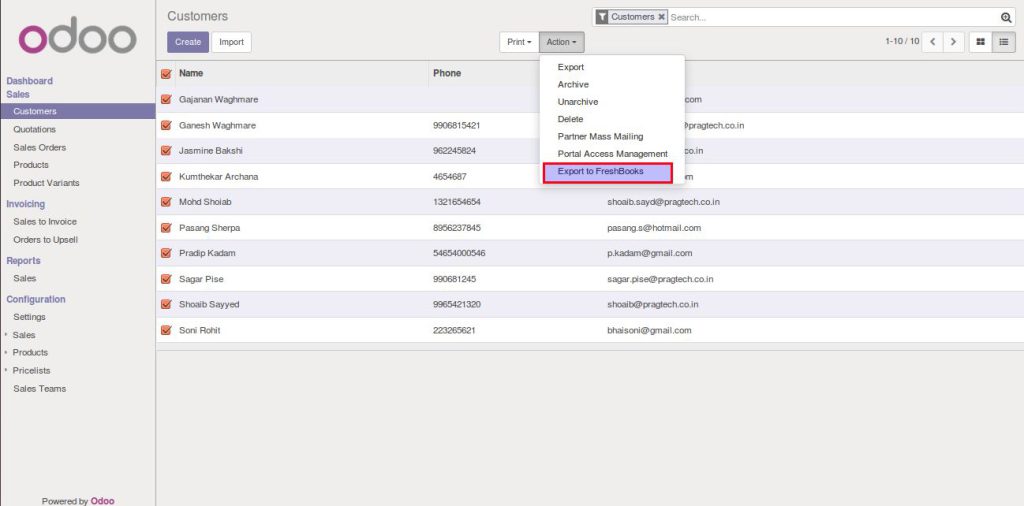 odoo
Dashboard
Sales
Customers
Quotations
Sales Orders
Products
Product Variants
Invoicing
Sales to Invoice
Orders to Upsell
Reports
Sales
Configuration
Settings
Sales
Products
Pricelists
Sales Teams
Powered by Odoo
Customers
Customers Search...
Create Import
Print Action
1-10 / 10
Export
Archive
Unarchive
Delete
Partner Mass Mailing
Portal Access Management
Export to FreshBooks
Name Phone
Gajanan Waghmare .com
Ganesh Waghmare 9906815421 @pragtech.co.in
Jasmine Bakshi 962245824 co.in
Kumthekar Archana 4654687 om
Mohd Shoiab 1321654654 shoaib.sayd@pragtech.co.in
Pasang Sherpa 8956237845 pasang.s@hotmail.com
Pradip Kadam 54654000546 p.kadam@gmail.com
Sagar Pise 990681245 sagar.pise@pragtech.co.in
Shoaib Sayyed 9965421320 shoaib@pragtech.co.in
Soni Rohit 223265621 bhaisoni@gmail.com